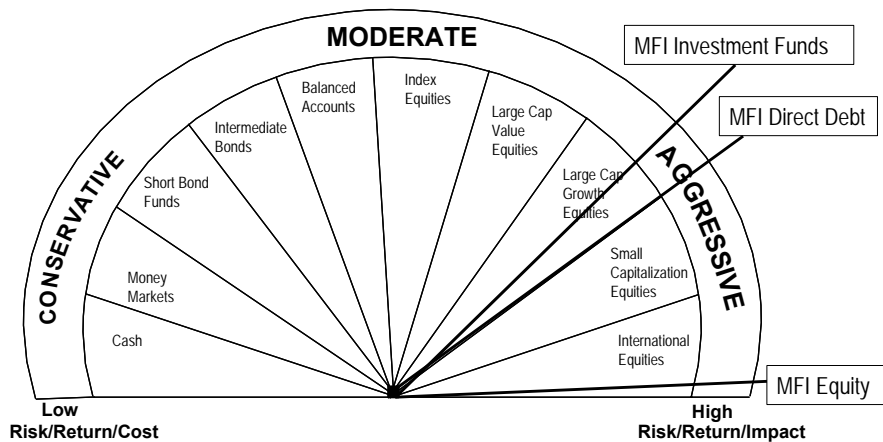 MODERATE
MFI Investment Funds
MFI Direct Debt
CONSERVATIVE
AGGRESSIVE
Balanced
Accounts
Index
Equities
Intermediate
Bonds
Large Cap
Value
Equities
Short Bond
Funds
Large Cap
Growth
Equities
Money
Markets
Small
Capitalization
Equities
Cash
International
Equities
MFI Equity
Low
Risk/Return/Cost
High
Risk/Return/Impact